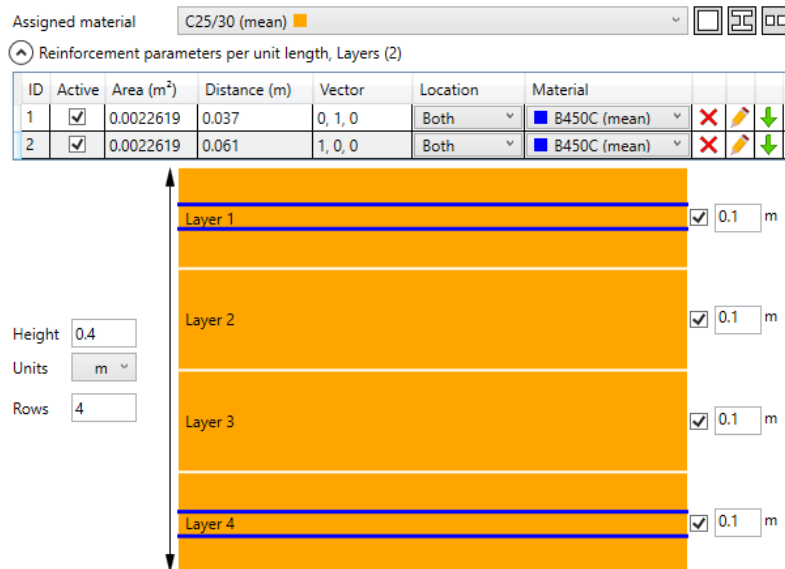 Assigned material C25/30 (mean)
Reinforcement parameters per unit length, Layers (2)
ID Active Area (m²) Distance (m) Vector Location Material
1 0.0022619 0.037 0, 1, 0 Both B450C (mean)
2 0.0022619 0.061 1, 0, 0 Both B450C (mean)
Layer 1 0.1 m
Layer 2 0.1 m
Height 0.4
Units m
Rows 4
Layer 3 0.1 m
Layer 4 0.1 m